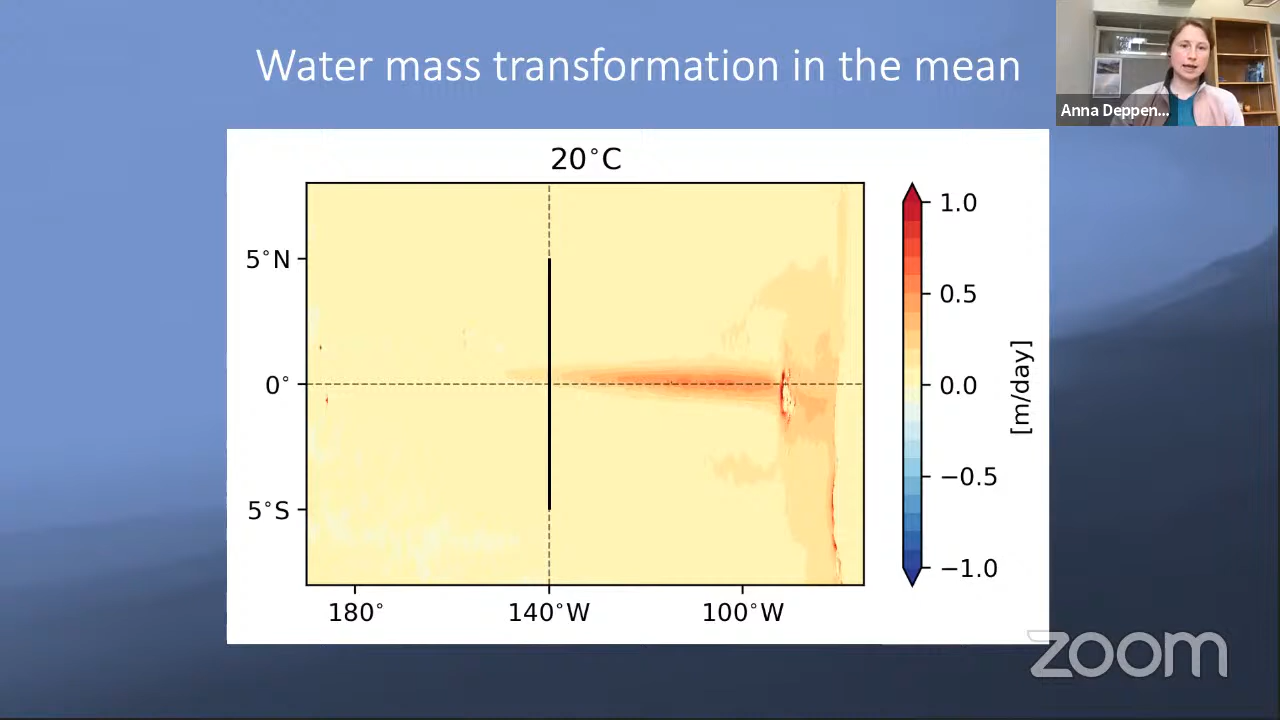 Water mass transformation in the mean
Anna Deppen...
20°C
5°N
0°
5°S
180°
140°W
100°W
1.0
0.5
0.0
−0.5
−1.0
[m/day]
zoom